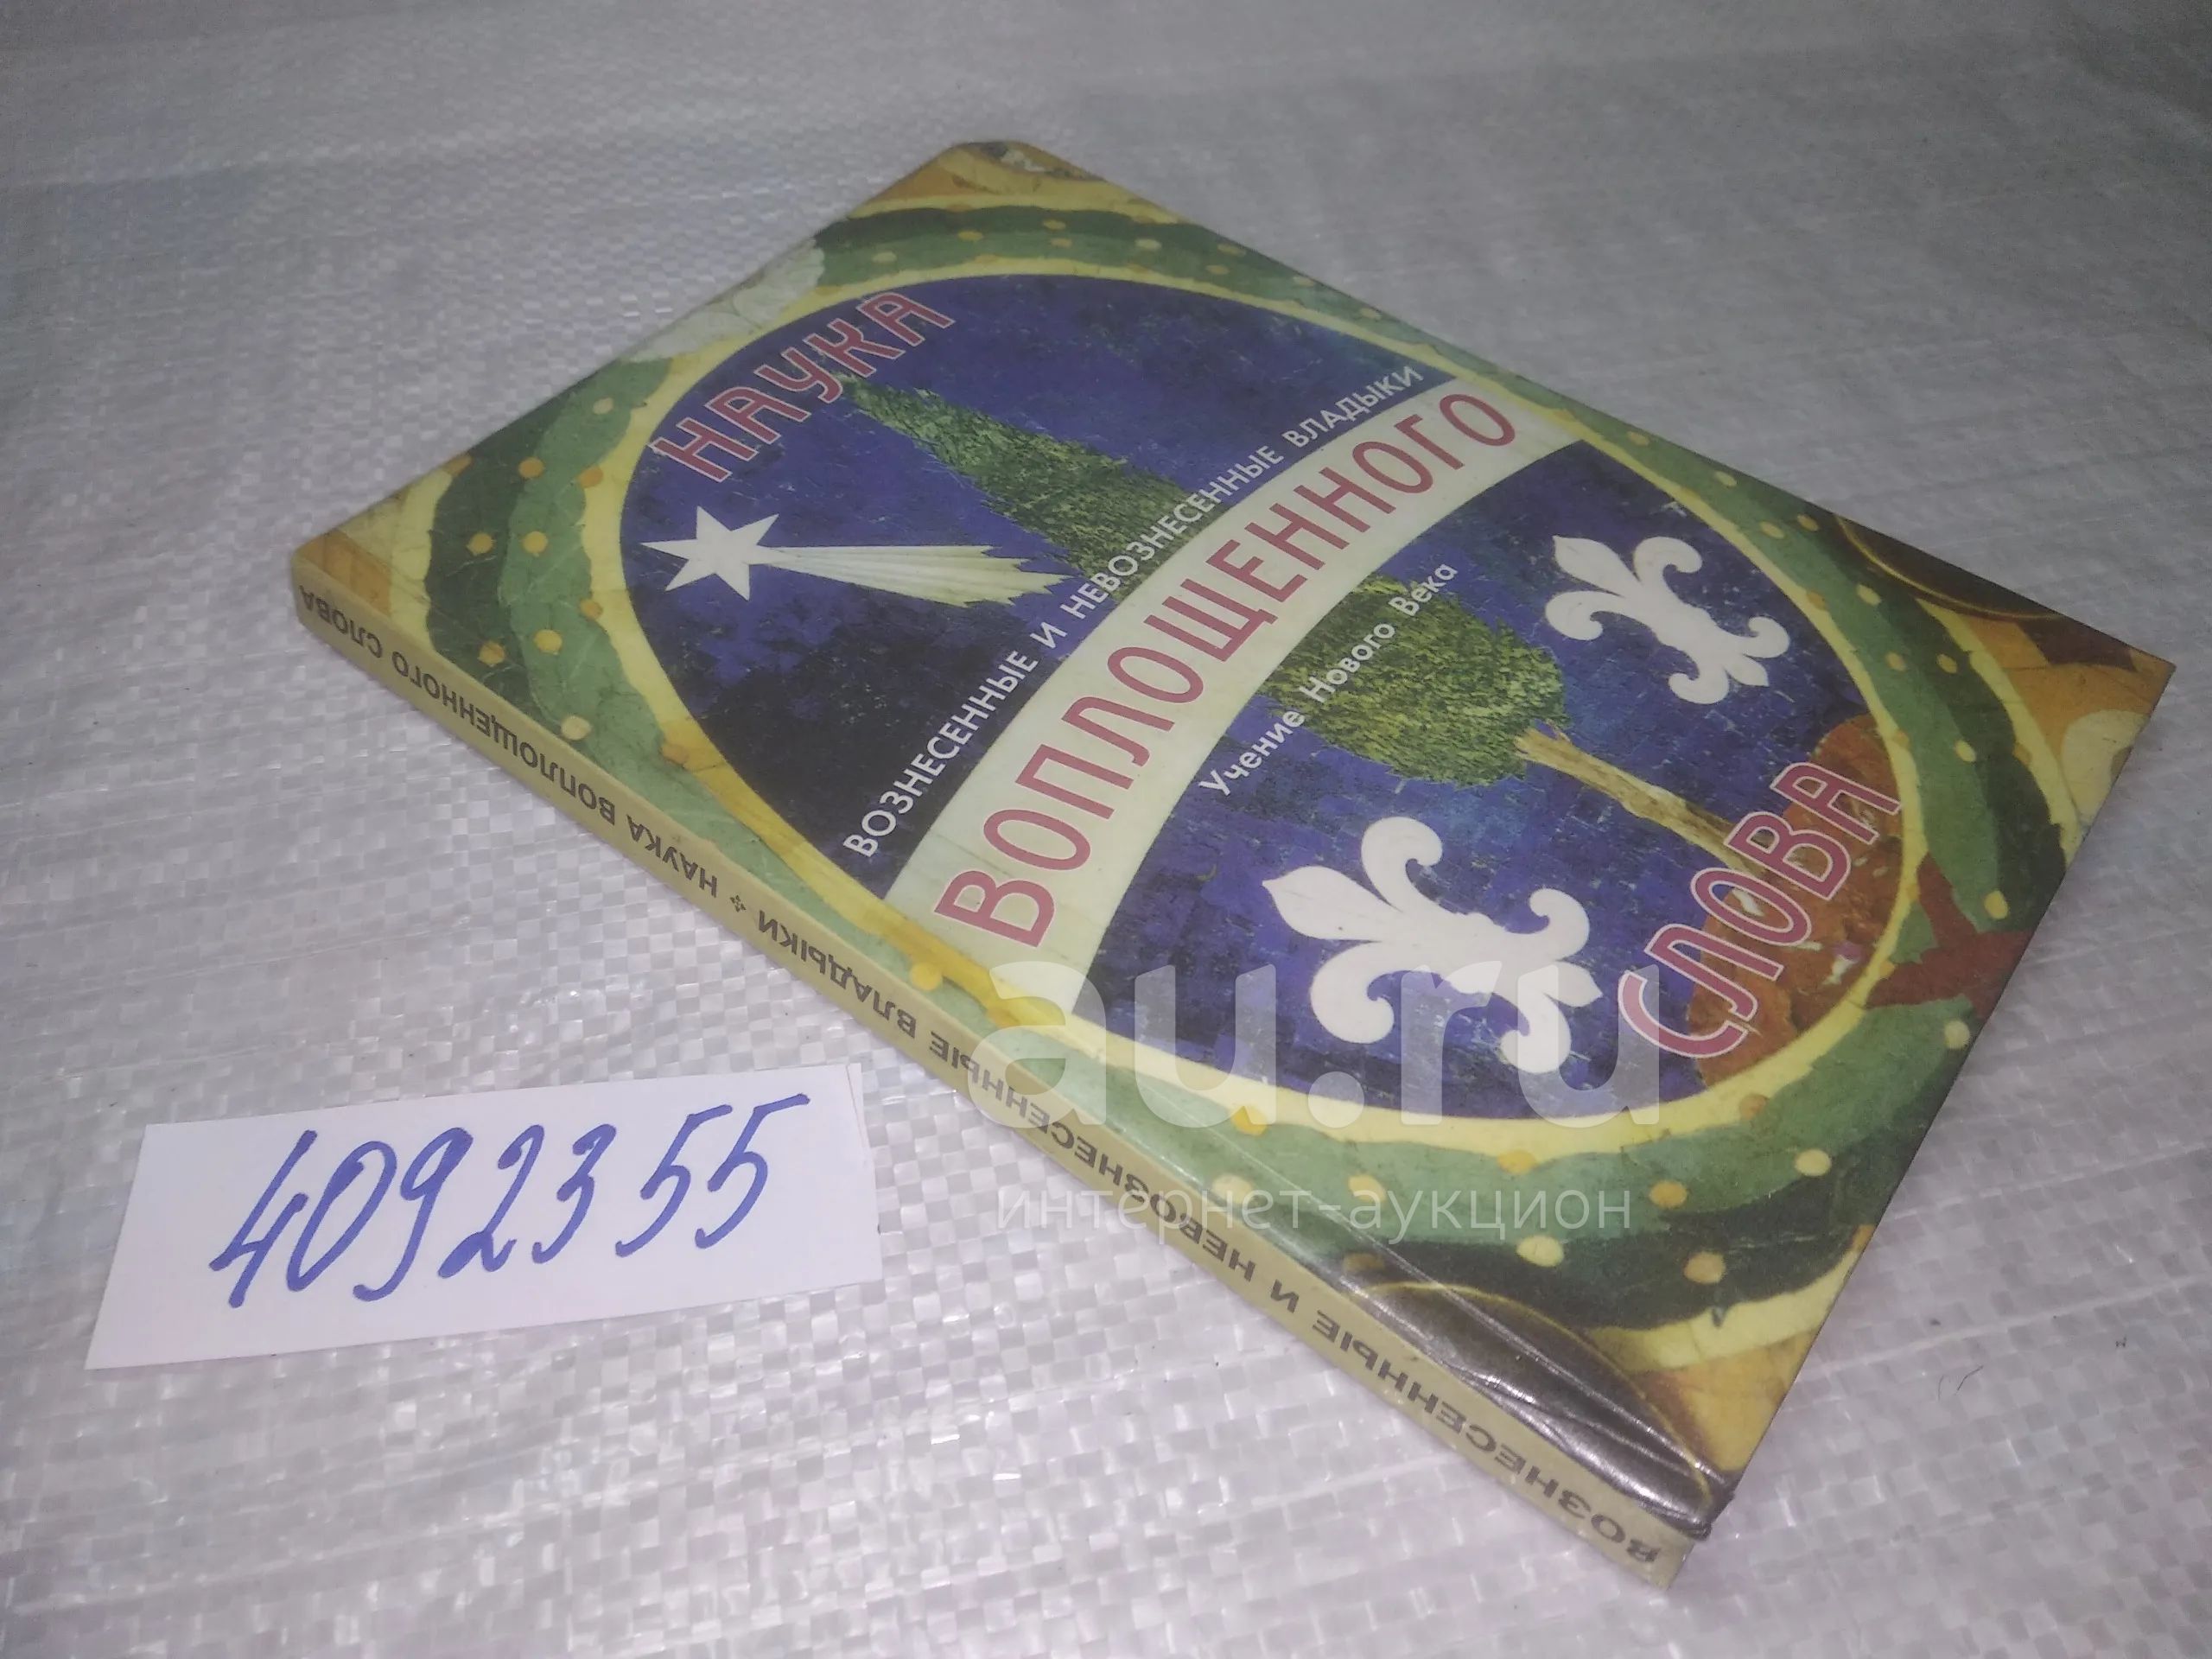 НАУКА
ВОЗНЕСЕННЫЕ И НЕВОЗНЕСЕННЫЕ ВЛАДЫКИ
ВОПЛОЩЕННОГО
Учение Нового Века
СЛОВА
ВОЗНЕСЕННЫЕ И НЕВОЗНЕСЕННЫЕ ВЛАДЫКИ * НАУКА ВОПЛОЩЕННОГО СЛОВА
4092355
au.ru
интернет-аукцион